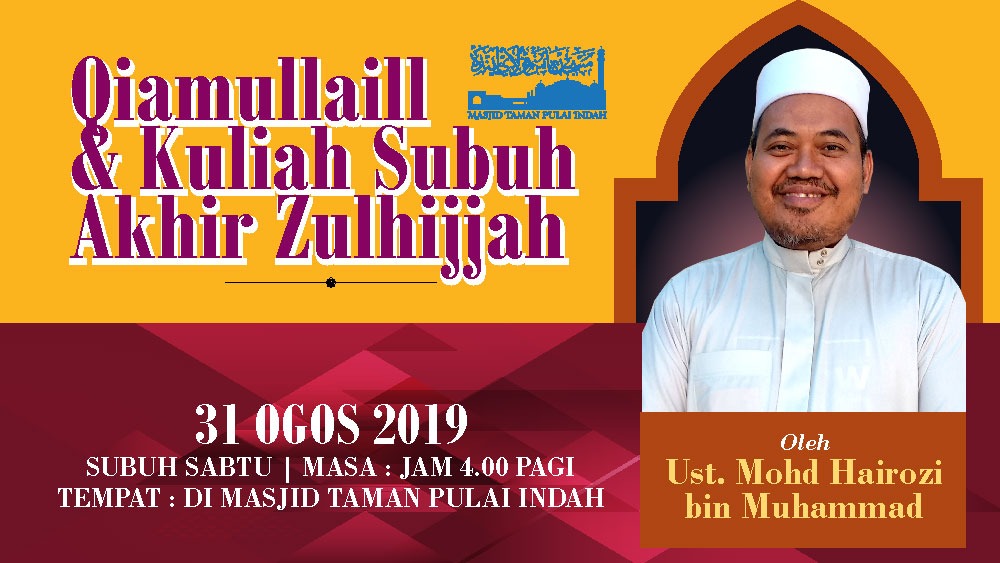 Qiamullaill
& Kuliah Subuh
Akhir Zulhijjah
MASJID TAMAN PULAI INDAH
31 OGOS 2019
SUBUH SABTU | MASA : JAM 4.00 PAGI
TEMPAT : DI MASJID TAMAN PULAI INDAH
Oleh
Ust. Mohd Hairozi
bin Muhammad